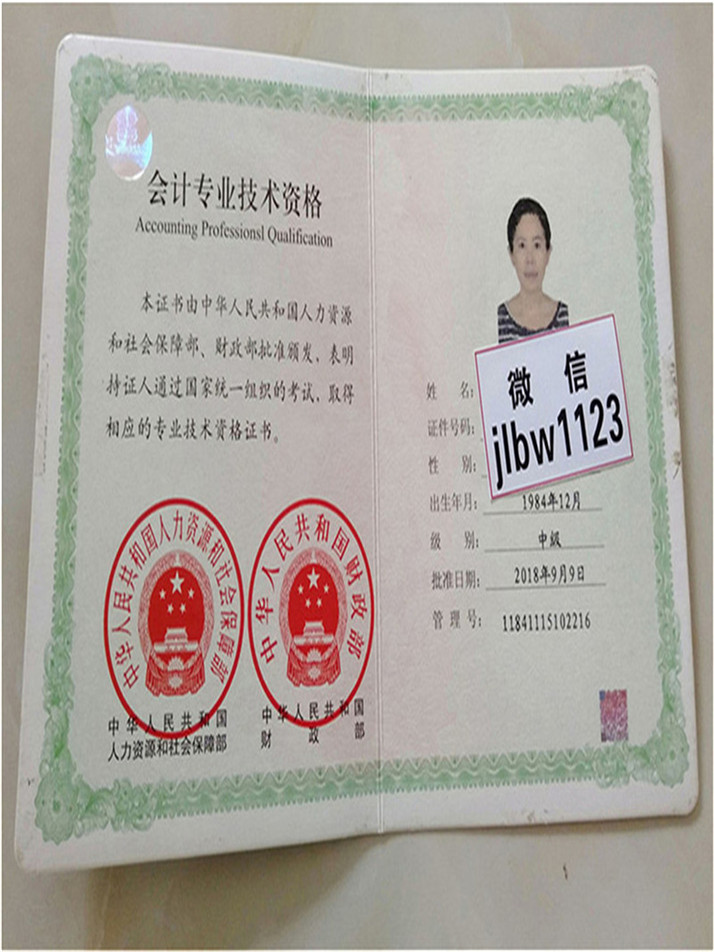 会计专业技术资格
Accounting Professionsl Qualification
本证书由中华人民共和国人力资源
和社会保障部、财政部批准颁发,表明
持证人通过国家统一组织的考试,取得
相应的专业技术资格证书。
中华人民共和国人力资源和社会保障部
中华人民共和国财政部
中华人民共和国
人力资源和社会保障部
中华人民共和国
财政部
微信
jlbw1123
姓 名:
证件号码:
性 别:
出生年月: 1984年12月
级 别: 中级
批准日期: 2018年9月9日
管 理 号: 11841115102216